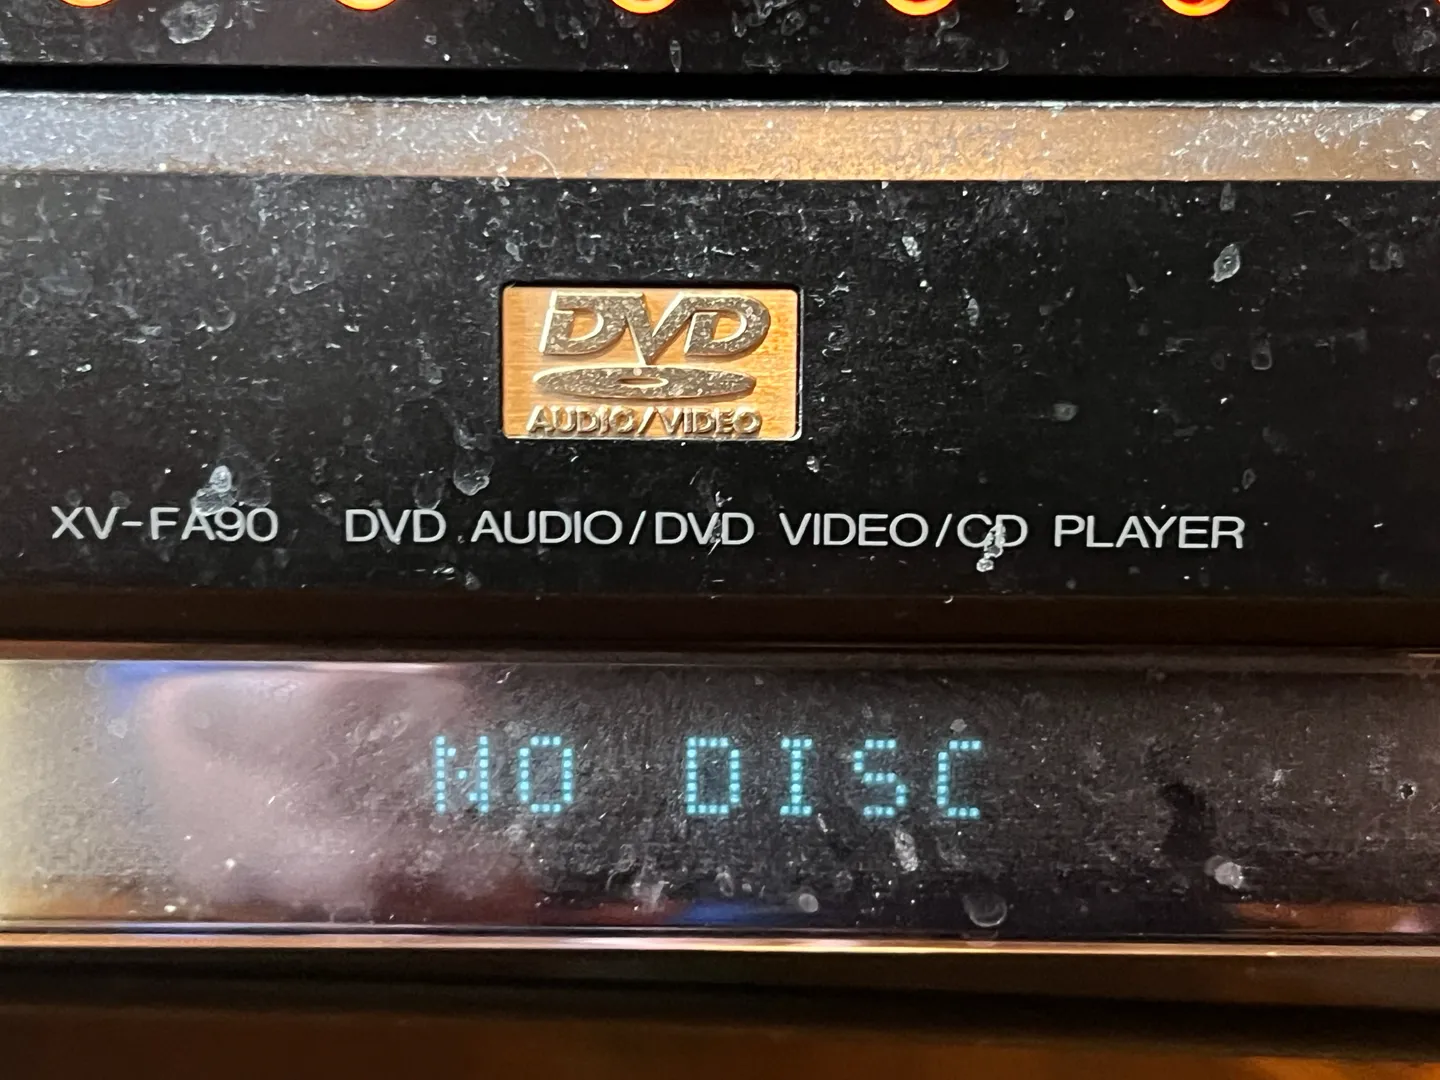 DVD
AUDIO/VIDEO
XV-FA90 DVD AUDIO/DVD VIDEO/CD PLAYER
NO DISC